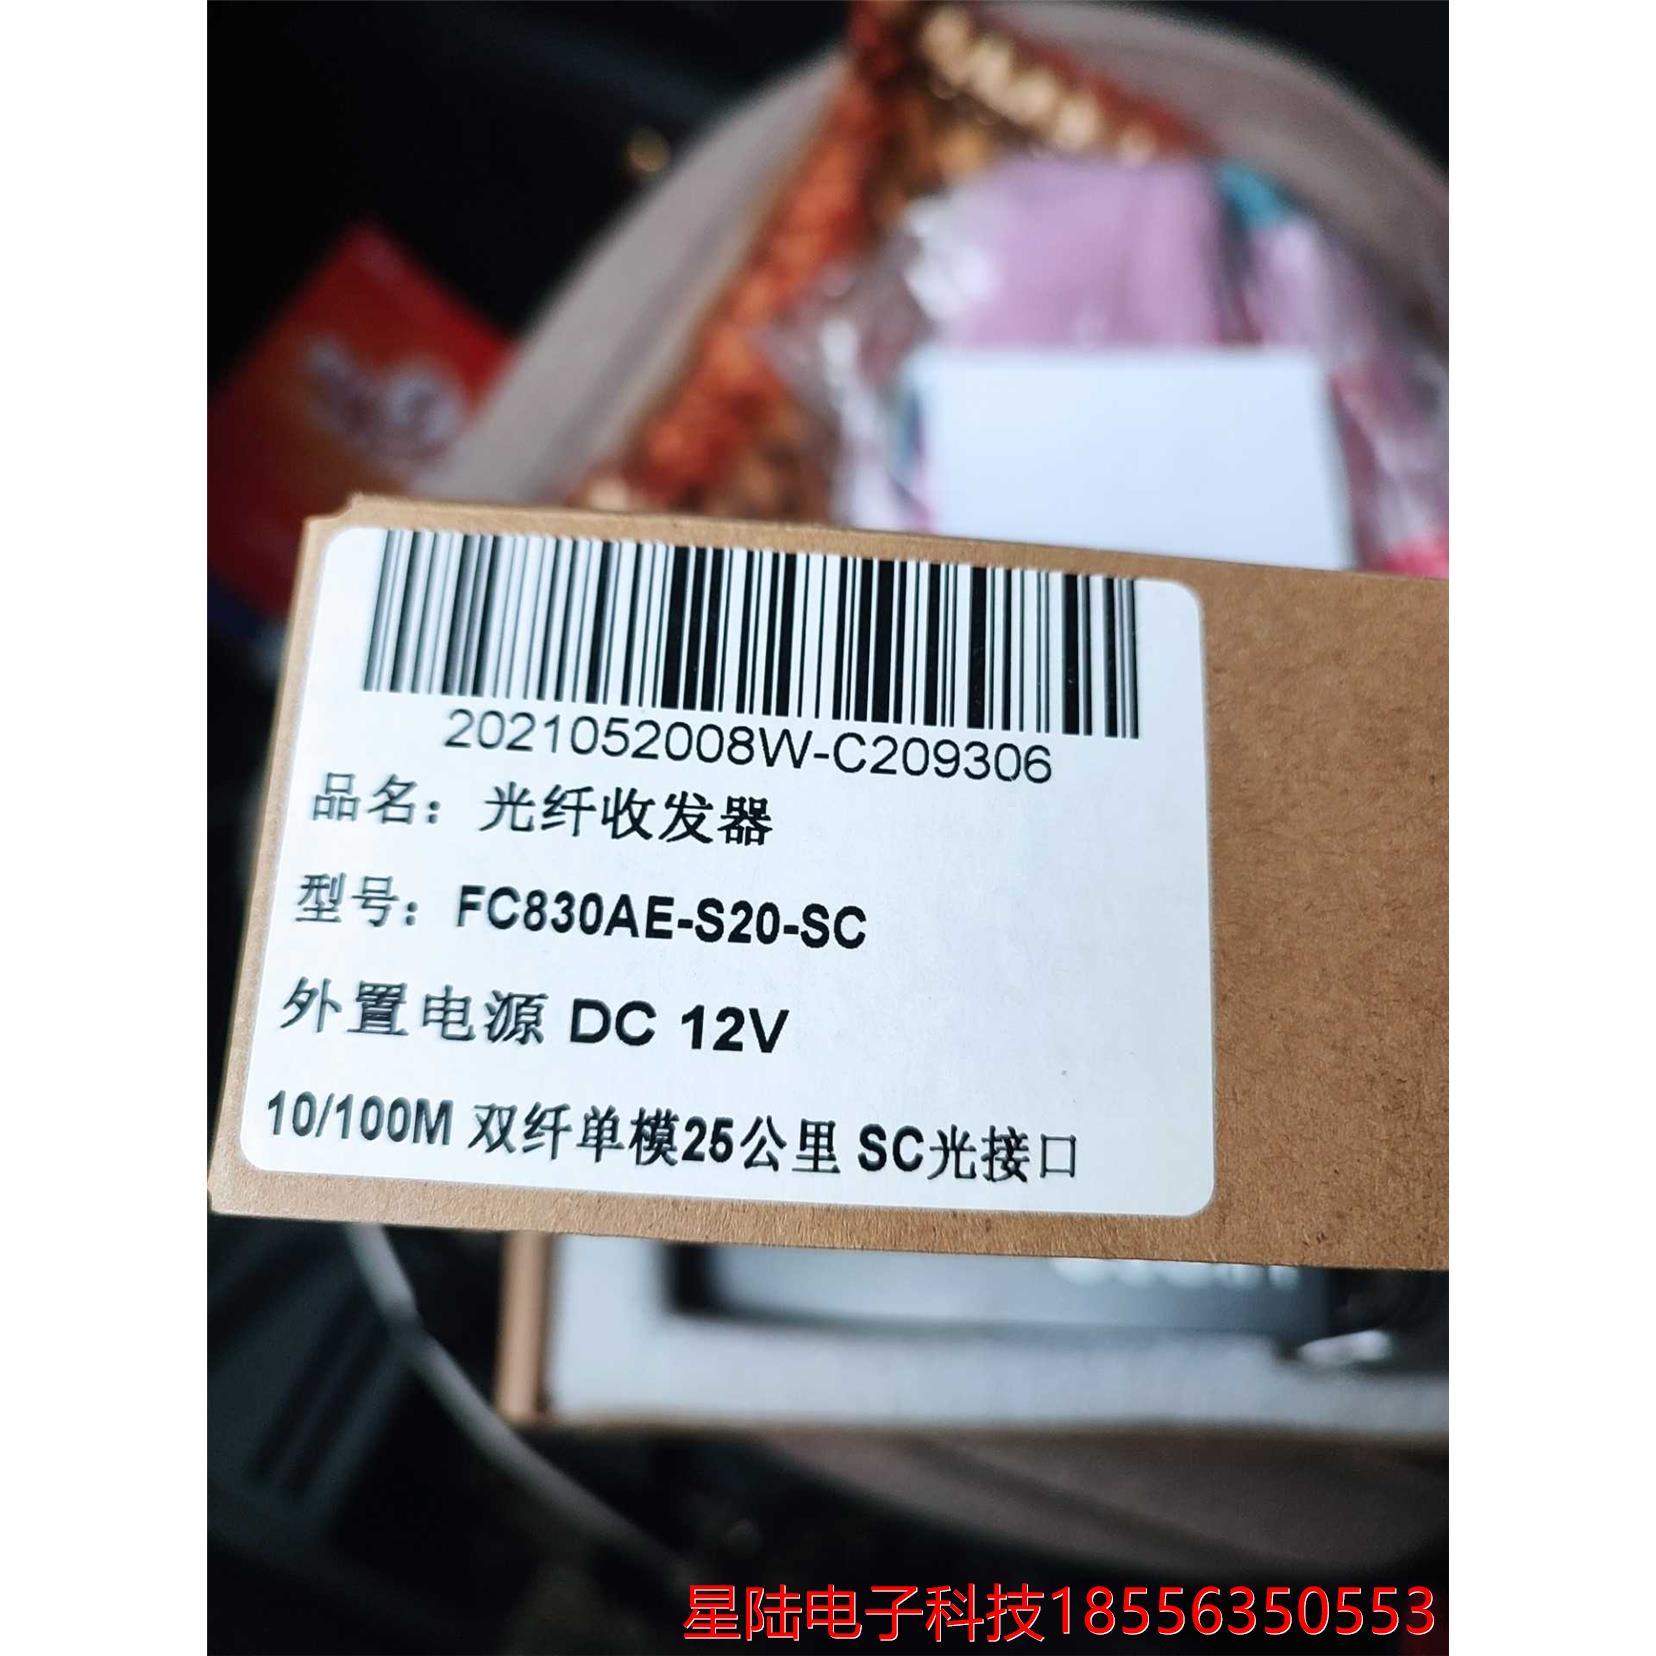 2021052008W-C209306
品名：光纤收发器
型号：FC830AE-S20-SC
外置电源 DC 12V
10/100M 双纤单模25公里 SC光接口
星陆电子科技18556350553